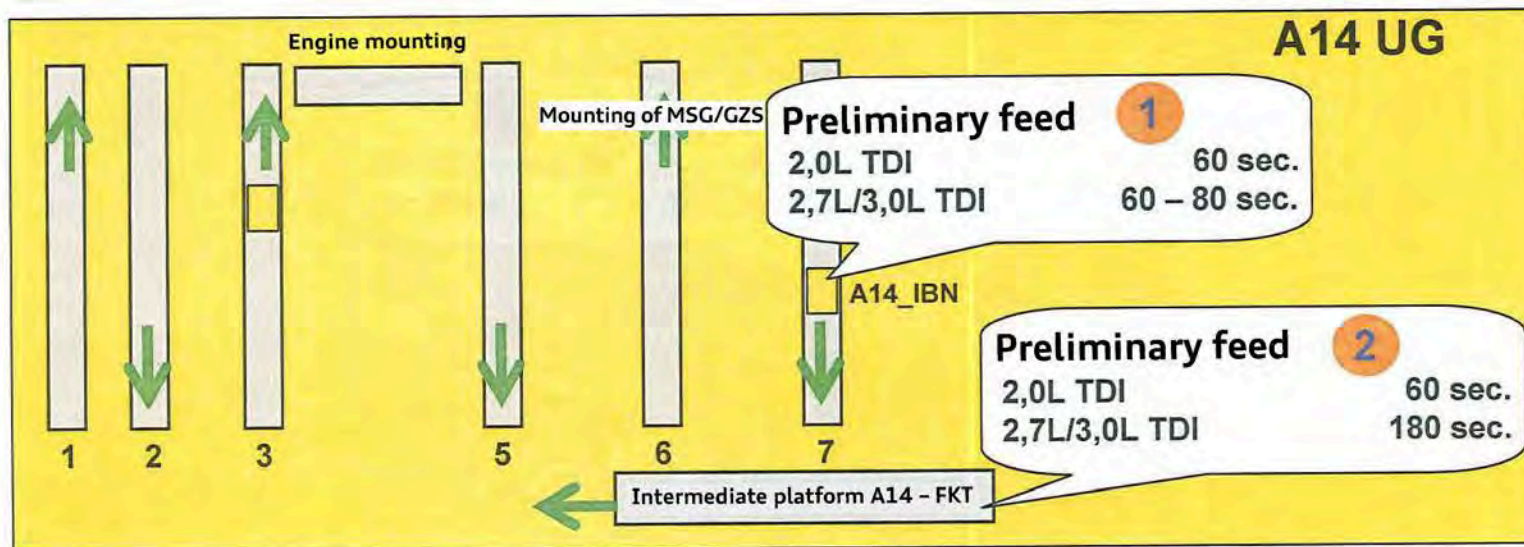 A14 UG
Engine mounting
Mounting of MSG/GZS
Preliminary feed 1
2,0L TDI 60 sec.
2,7L/3,0L TDI 60 – 80 sec.
A14_IBN
Preliminary feed 2
2,0L TDI 60 sec.
2,7L/3,0L TDI 180 sec.
1 2 3 5 6 7
Intermediate platform A14 – FKT